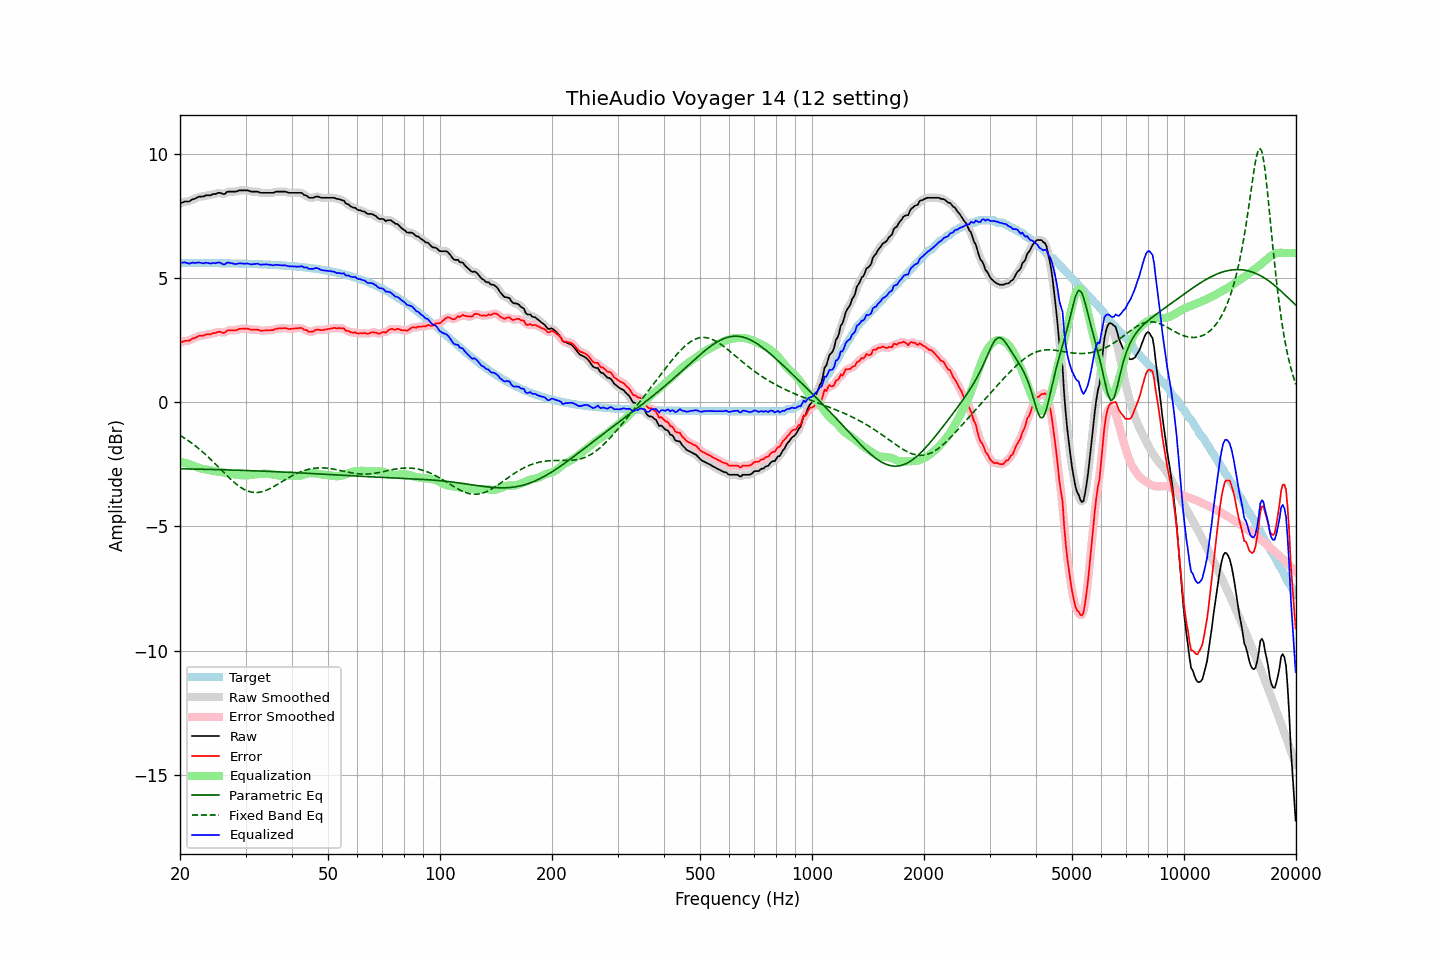 ThieAudio Voyager 14 (12 setting)
Amplitude (dBr)
10
5
0
−5
−10
−15
Target
Raw Smoothed
Error Smoothed
Raw
Error
Equalization
Parametric Eq
Fixed Band Eq
Equalized
20 50 100 200 500 1000 2000 5000 10000 20000
Frequency (Hz)